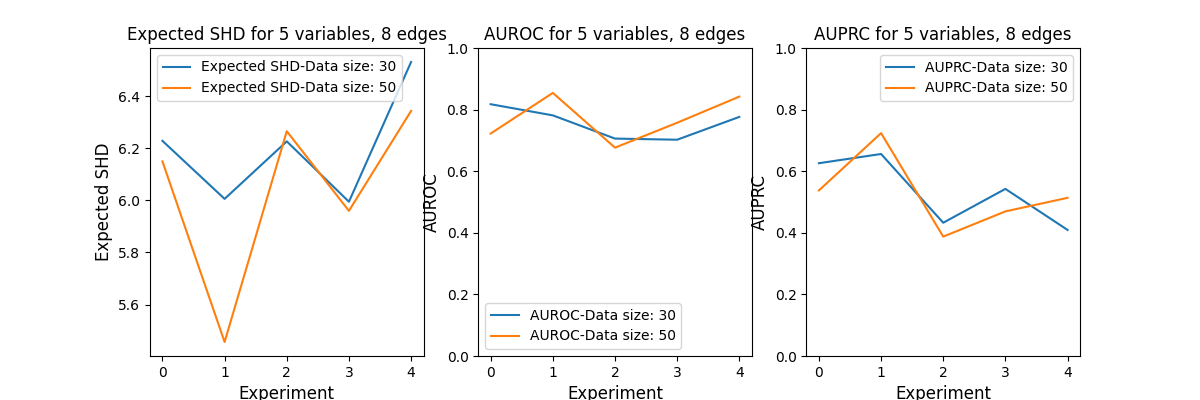 Expected SHD for 5 variables, 8 edges
Expected SHD-Data size: 30
Expected SHD-Data size: 50
6.4
6.2
6.0
5.8
5.6
Expected SHD
0 1 2 3 4
Experiment
AUROC for 5 variables, 8 edges
1.0
0.8
0.6
0.4
0.2
0.0
AUROC
AUROC-Data size: 30
AUROC-Data size: 50
0 1 2 3 4
Experiment
AUPRC for 5 variables, 8 edges
AUPRC-Data size: 30
AUPRC-Data size: 50
1.0
0.8
0.6
0.4
0.2
0.0
AUPRC
0 1 2 3 4
Experiment